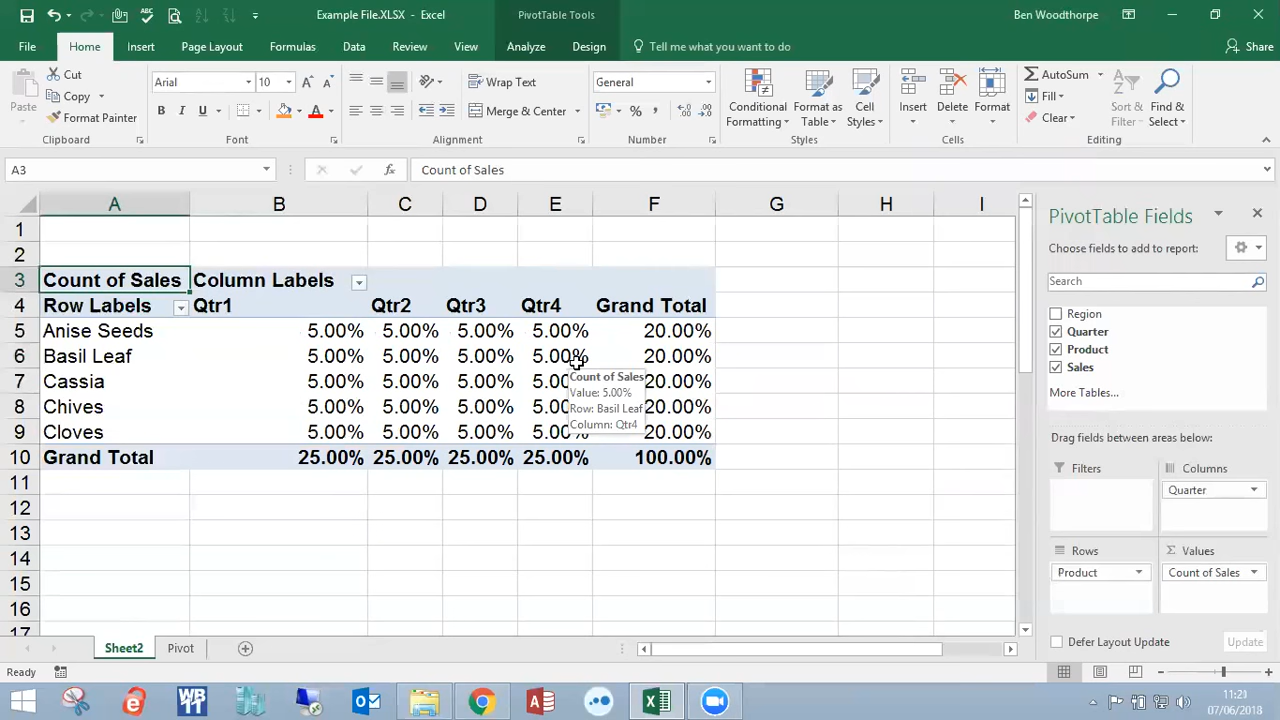 Example File.XLSX - Excel
PivotTable Tools
Ben Woodthorpe
File Home Insert Page Layout Formulas Data Review View Analyze Design Tell me what you want to do Share
Cut
Copy
Format Painter
Paste
Clipboard
Arial 10
B I U
Font
Wrap Text
Merge & Center
Alignment
General
Number
Conditional Formatting
Format as Table
Cell Styles
Styles
Insert Delete Format
Cells
AutoSum
Fill
Clear
Sort & Filter
Find & Select
Editing
A3 fx Count of Sales
A B C D E F G H I
1
2
3 Count of Sales Column Labels
4 Row Labels Qtr1 Qtr2 Qtr3 Qtr4 Grand Total
5 Anise Seeds 5.00% 5.00% 5.00% 5.00% 20.00%
6 Basil Leaf 5.00% 5.00% 5.00% 5.00% 20.00%
7 Cassia 5.00% 5.00% 5.00% 5.00 20.00%
8 Chives 5.00% 5.00% 5.00% 5.00 20.00%
9 Cloves 5.00% 5.00% 5.00% 5.00% 20.00%
10 Grand Total 25.00% 25.00% 25.00% 25.00% 100.00%
11
12
13
14
15
16
17
Count of Sales
Value: 5.00%
Row: Basil Leaf
Column: Qtr4
PivotTable Fields
Choose fields to add to report:
Search
Region
Quarter
Product
Sales
More Tables...
Drag fields between areas below:
Filters
Columns
Quarter
Rows
Product
Values
Count of Sales
Defer Layout Update Update
Sheet2 Pivot
Ready
11:21
07/06/2018